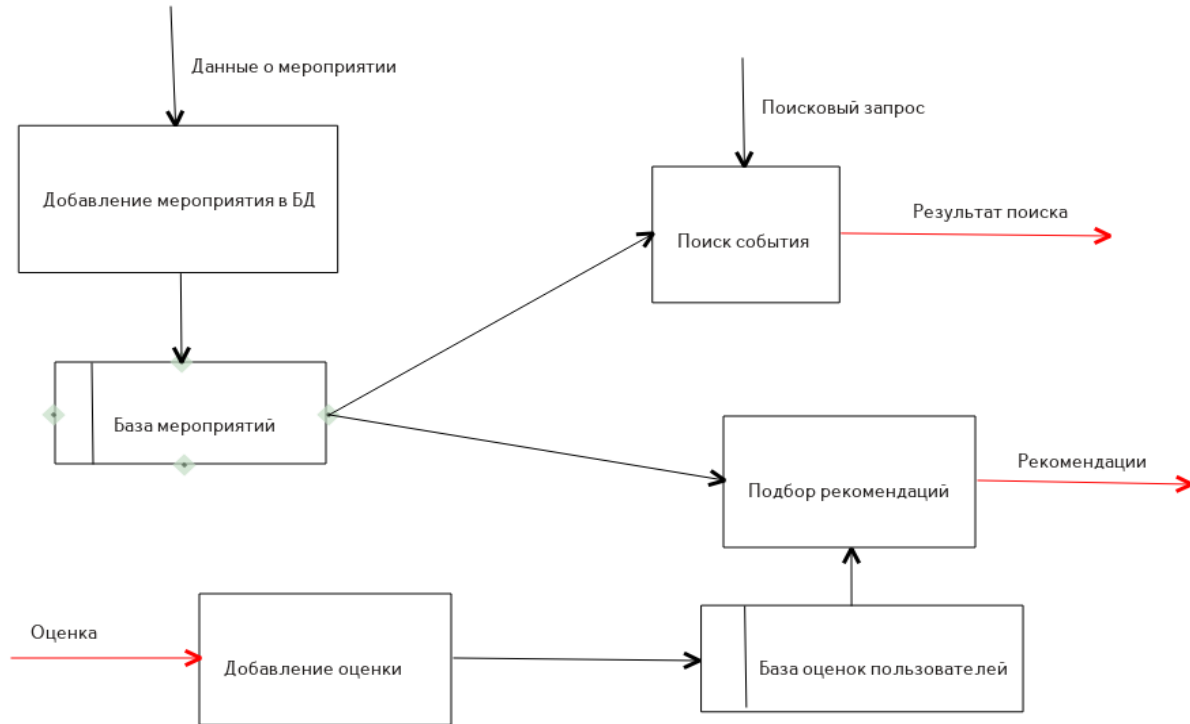 Данные о мероприятии
Поисковый запрос
Добавление мероприятия в БД
Результат поиска
Поиск события
База мероприятий
Рекомендации
Подбор рекомендаций
Оценка
Добавление оценки
База оценок пользователей